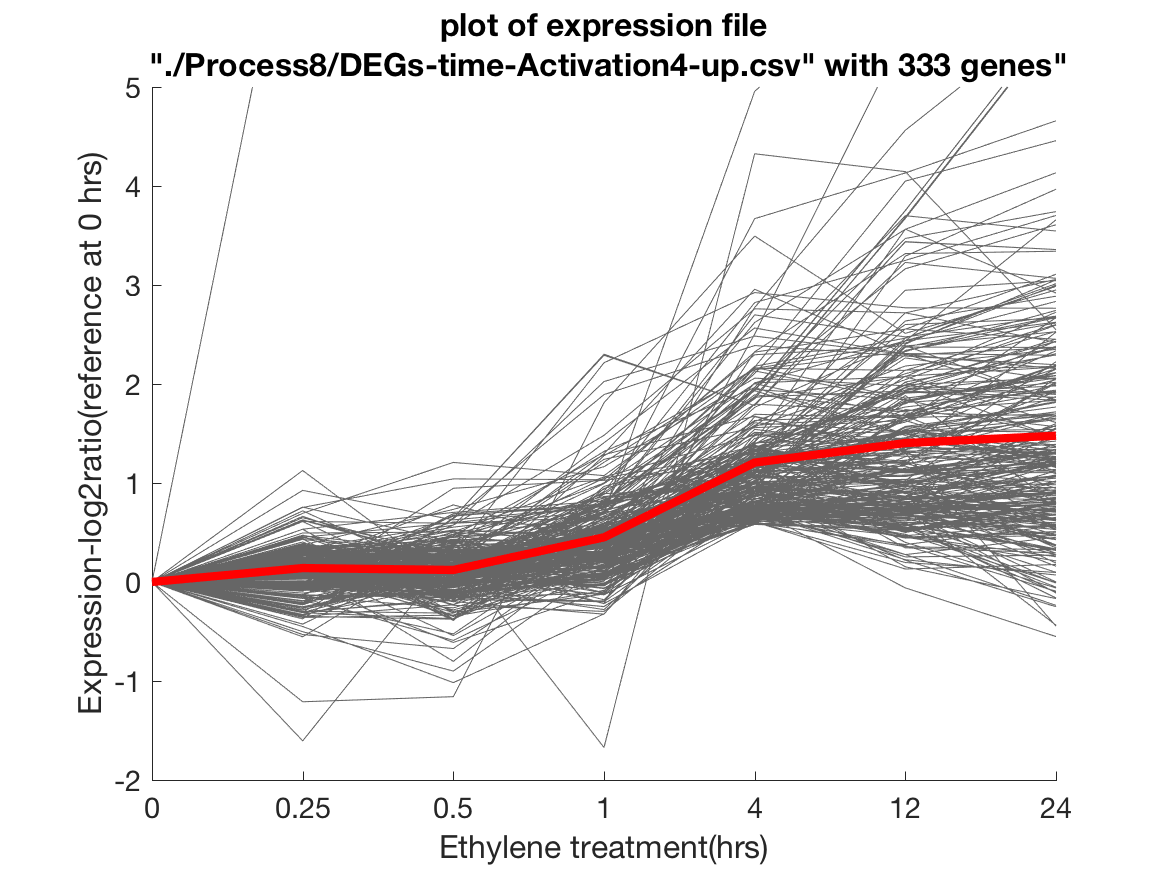 plot of expression file
"./Process8/DEGs-time-Activation4-up.csv" with 333 genes"
5
4
3
2
1
0
-1
-2
Expression-log2ratio(reference at 0 hrs)
0 0.25 0.5 1 4 12 24
Ethylene treatment(hrs)